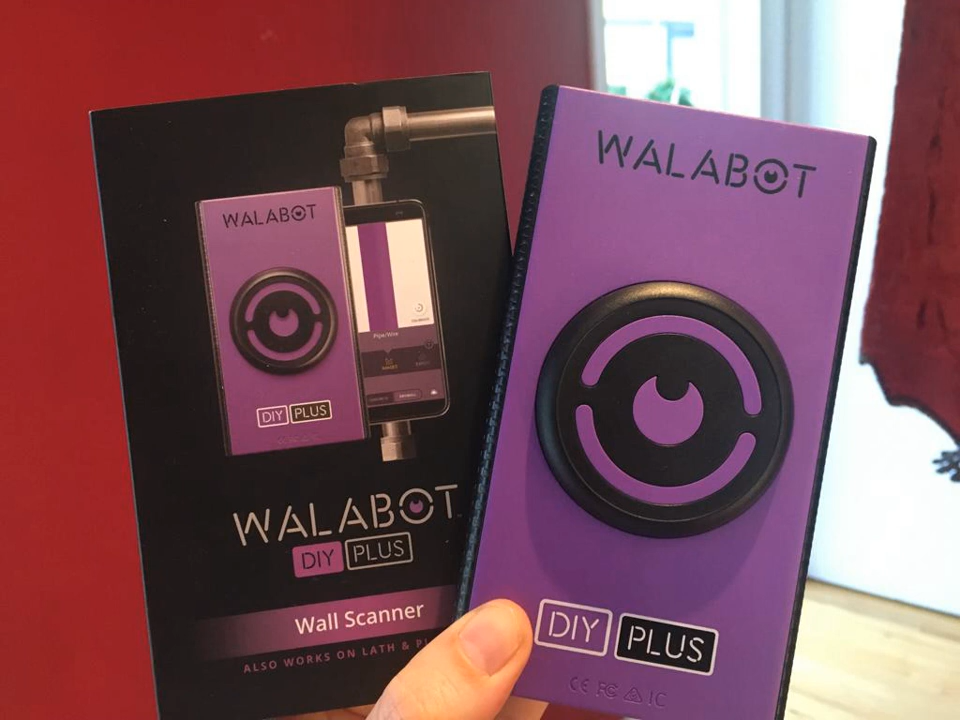 WALABOT
Pipe/Wire
DIY PLUS
WALABOT
DIY PLUS
Wall Scanner
ALSO WORKS ON LATH &
WALABOT
DIY PLUS
CE FC IC